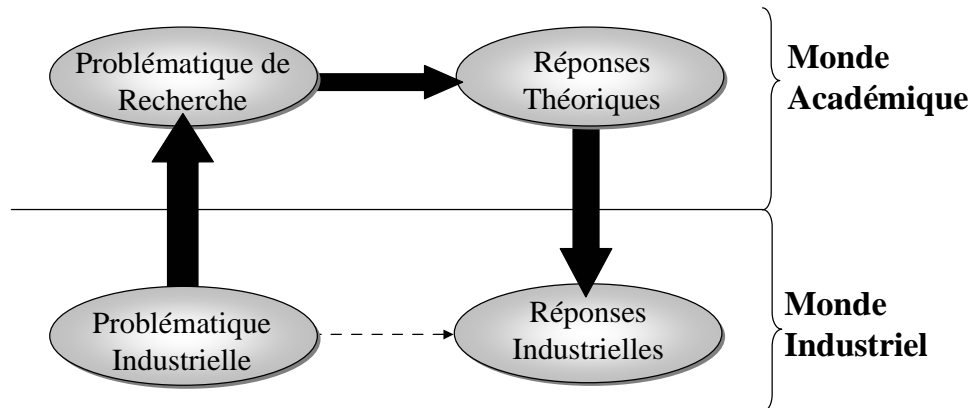 Problématique de
Recherche
Réponses
Théoriques
Monde
Académique
Problématique
Industrielle
Réponses
Industrielles
Monde
Industriel